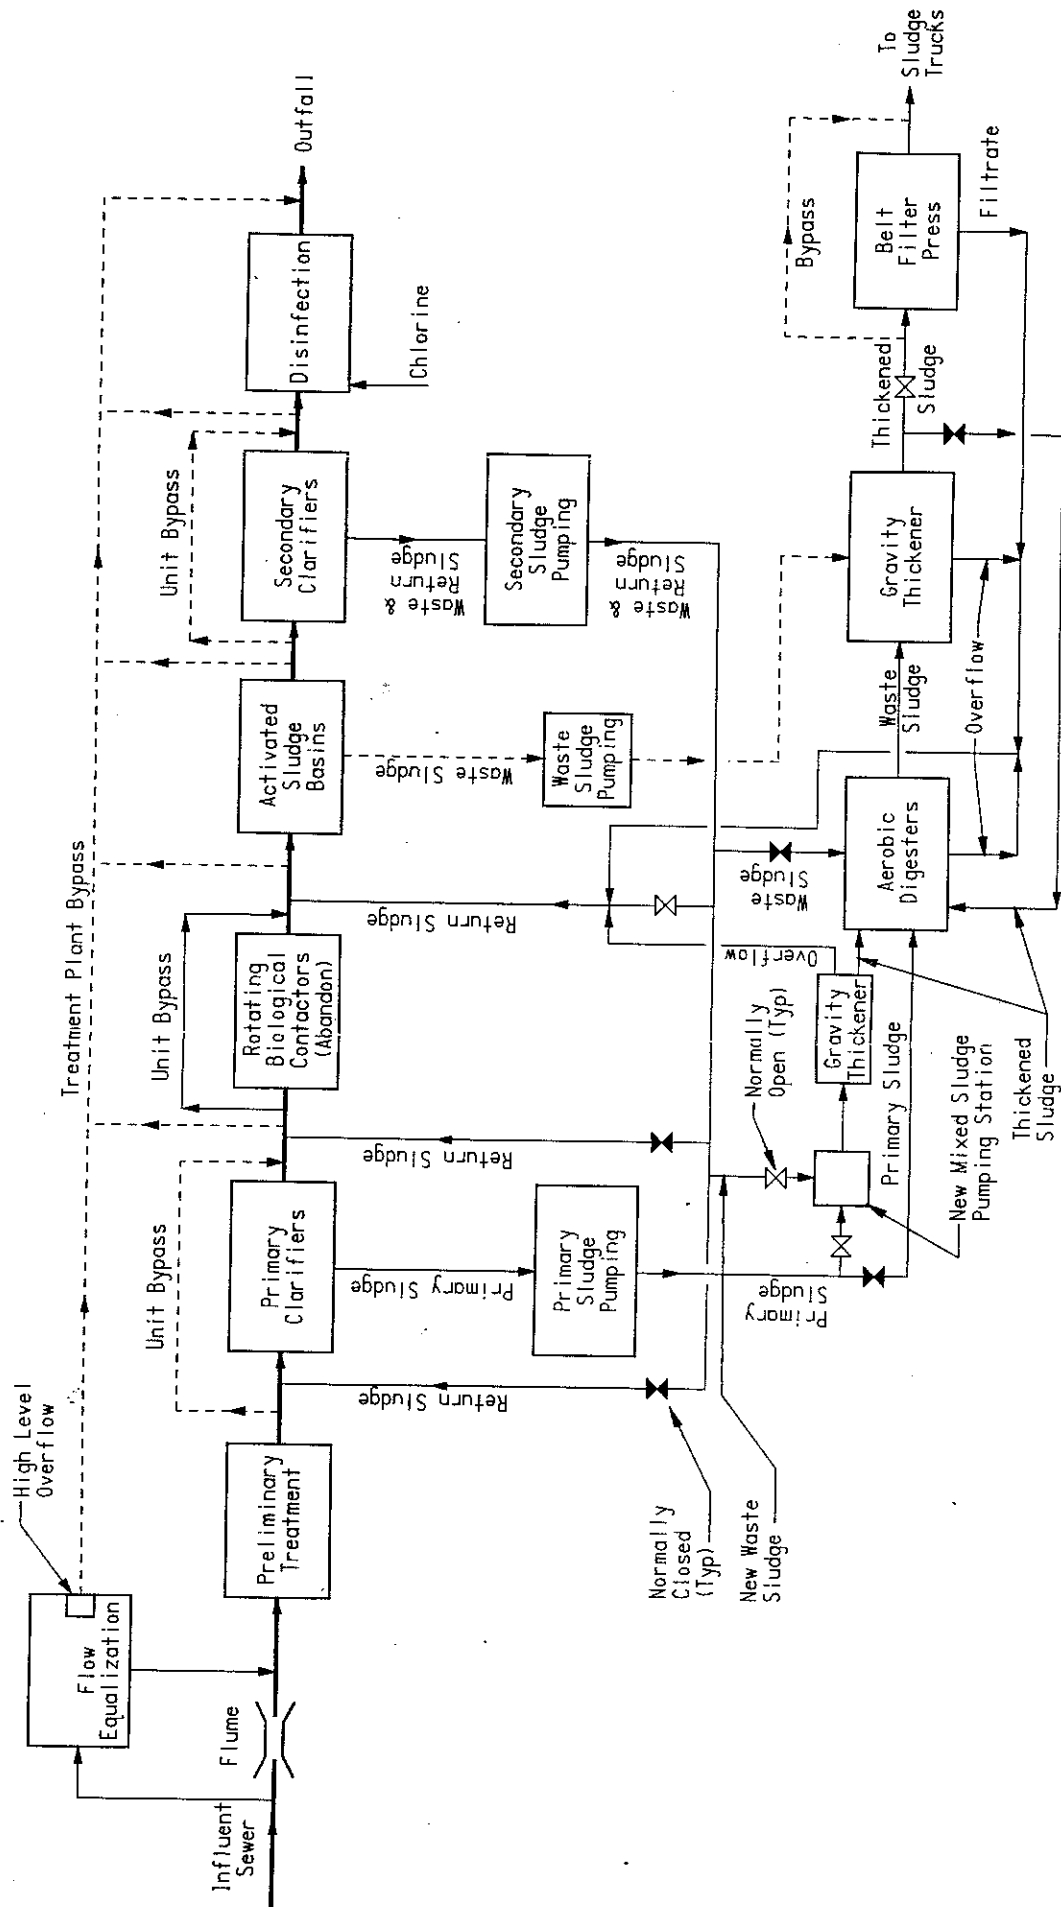 High Level
Overflow
Flow
Equalization
Influent
Sewer
Flume
Treatment Plant Bypass
Preliminary
Treatment
Unit Bypass
Primary
Clarifiers
Unit Bypass
Rotating
Biological
Contactors
(Abandon)
Activated
Sludge
Basins
Unit Bypass
Secondary
Clarifiers
Disinfection
Outfall
Chlorine
Return Sludge
Primary Sludge
Primary
Sludge
Pumping
Return Sludge
Return Sludge
Waste Sludge
Waste
Sludge
Pumping
Waste &
Return
Sludge
Secondary
Sludge
Pumping
Waste &
Return
Sludge
Normally
Closed
(Typ)
New Waste
Sludge
Primary
Sludge
Normally
Open (Typ)
Gravity
Thickener
Overflow
Primary Sludge
New Mixed Sludge
Pumping Station
Thickened
Sludge
Waste
Sludge
Aerobic
Digesters
Overflow
Waste
Sludge
Gravity
Thickener
Thickened
Sludge
Bypass
Belt
Filter
Press
Filtrate
To
Sludge
Trucks